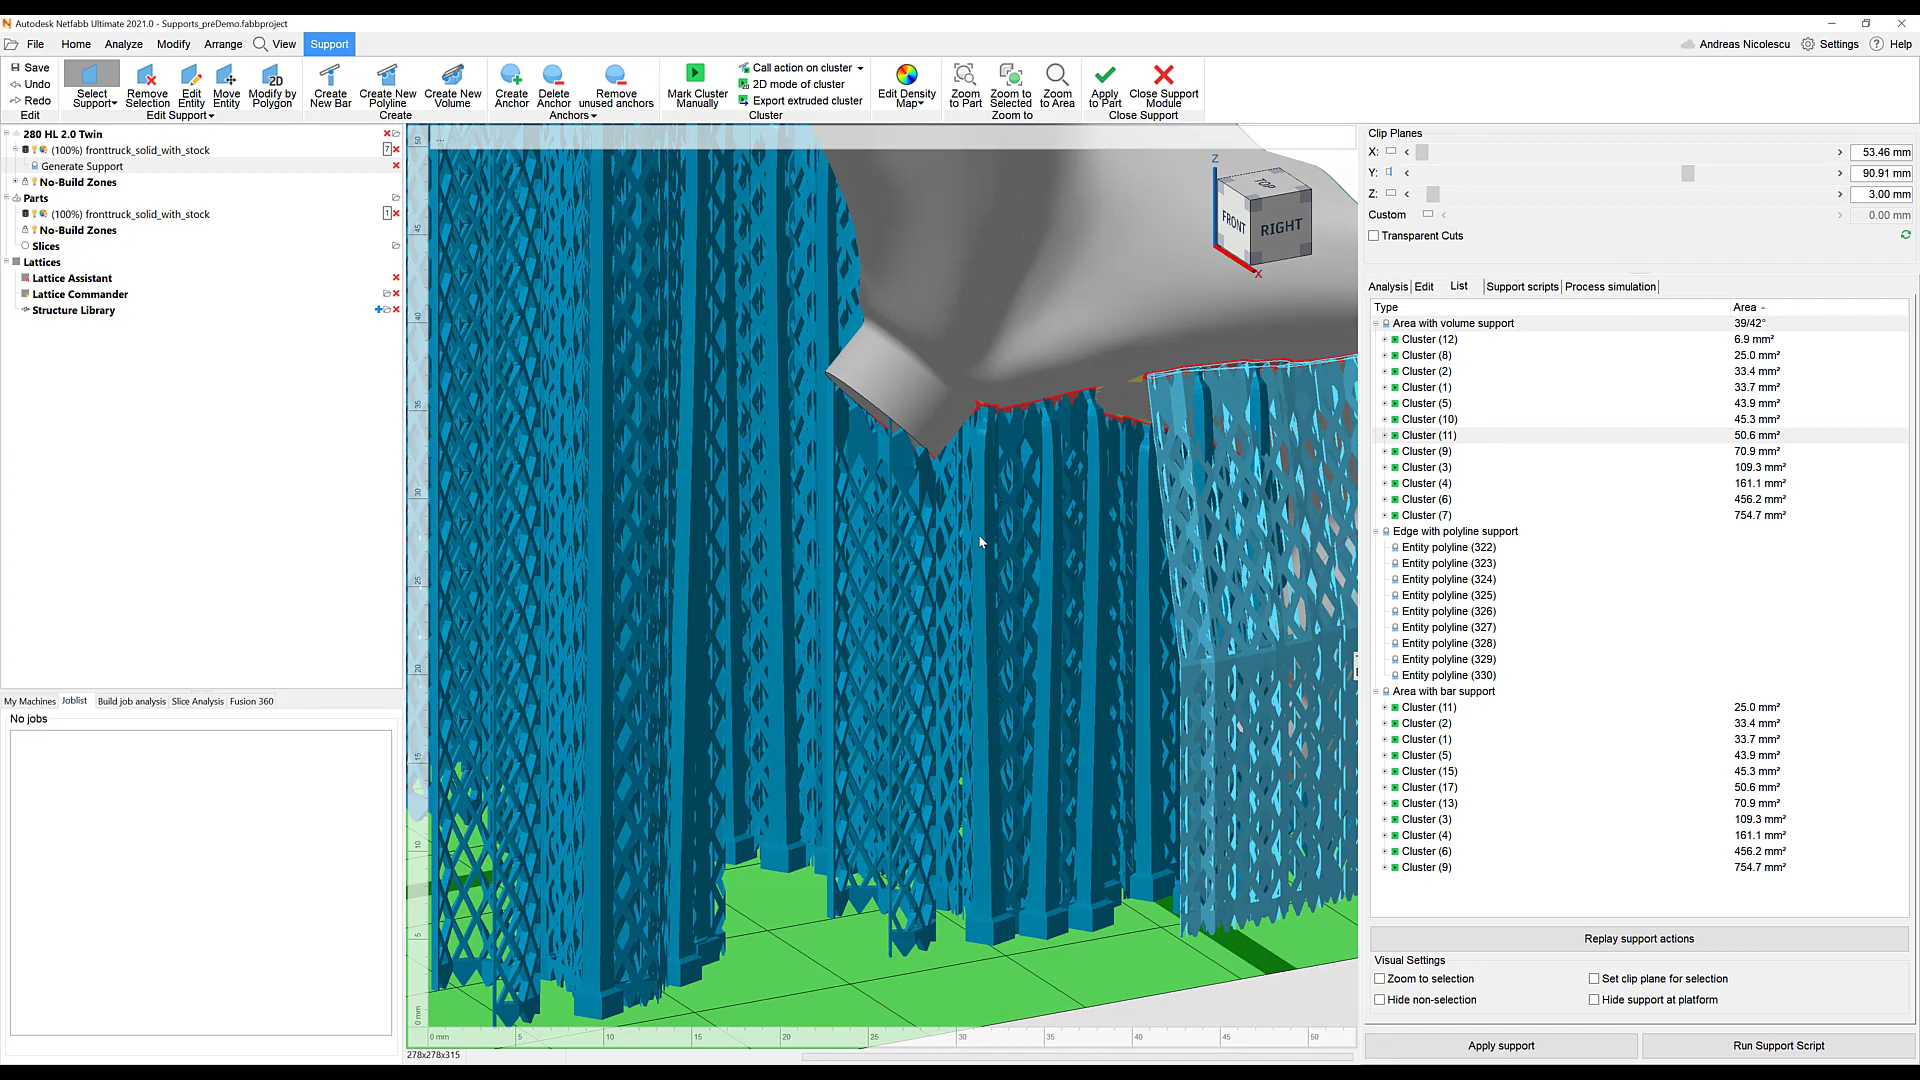 Autodesk Netfabb Ultimate 2021.0 - Supports_preDemo.fabbproject
File Home Analyze Modify Arrange View Support
Andreas Nicolescu Settings Help
Save
Undo
Redo
Edit
Select Support
Remove Selection
Edit Entity
Move Entity
Modify by Polygon
Edit Support
Create New Bar
Create New Polyline
Create New Volume
Create
Create Anchor
Delete Anchor
Remove unused anchors
Anchors
Mark Cluster Manually
Call action on cluster
2D mode of cluster
Export extruded cluster
Cluster
Edit Density Map
Zoom to Part
Zoom to Selected
Zoom to Area
Zoom to
Apply to Part
Close Support Module
Close Support
280 HL 2.0 Twin
(100%) fronttruck_solid_with_stock 7
Generate Support
No-Build Zones
Parts
(100%) fronttruck_solid_with_stock 1
No-Build Zones
Slices
Lattices
Lattice Assistant
Lattice Commander
Structure Library
My Machines Joblist Build job analysis Slice Analysis Fusion 360
No jobs
...
50
45
40
35
30
25
20
15
10
5
0 mm
0 mm 5 10 15 20 25 30 35 40 45 50
278x278x315
Z
TOP
FRONT
RIGHT
X
Clip Planes
X: < > 53.46 mm
Y: < > 90.91 mm
Z: < > 3.00 mm
Custom < > 0.00 mm
Transparent Cuts
Analysis Edit List Support scripts Process simulation
Type Area
Area with volume support 39/42°
Cluster (12) 6.9 mm²
Cluster (8) 25.0 mm²
Cluster (2) 33.4 mm²
Cluster (1) 33.7 mm²
Cluster (5) 43.9 mm²
Cluster (10) 45.3 mm²
Cluster (11) 50.6 mm²
Cluster (9) 70.9 mm²
Cluster (3) 109.3 mm²
Cluster (4) 161.1 mm²
Cluster (6) 456.2 mm²
Cluster (7) 754.7 mm²
Edge with polyline support
Entity polyline (322)
Entity polyline (323)
Entity polyline (324)
Entity polyline (325)
Entity polyline (326)
Entity polyline (327)
Entity polyline (328)
Entity polyline (329)
Entity polyline (330)
Area with bar support
Cluster (11) 25.0 mm²
Cluster (2) 33.4 mm²
Cluster (1) 33.7 mm²
Cluster (5) 43.9 mm²
Cluster (15) 45.3 mm²
Cluster (17) 50.6 mm²
Cluster (13) 70.9 mm²
Cluster (3) 109.3 mm²
Cluster (4) 161.1 mm²
Cluster (6) 456.2 mm²
Cluster (9) 754.7 mm²
Replay support actions
Visual Settings
Zoom to selection Set clip plane for selection
Hide non-selection Hide support at platform
Apply support Run Support Script